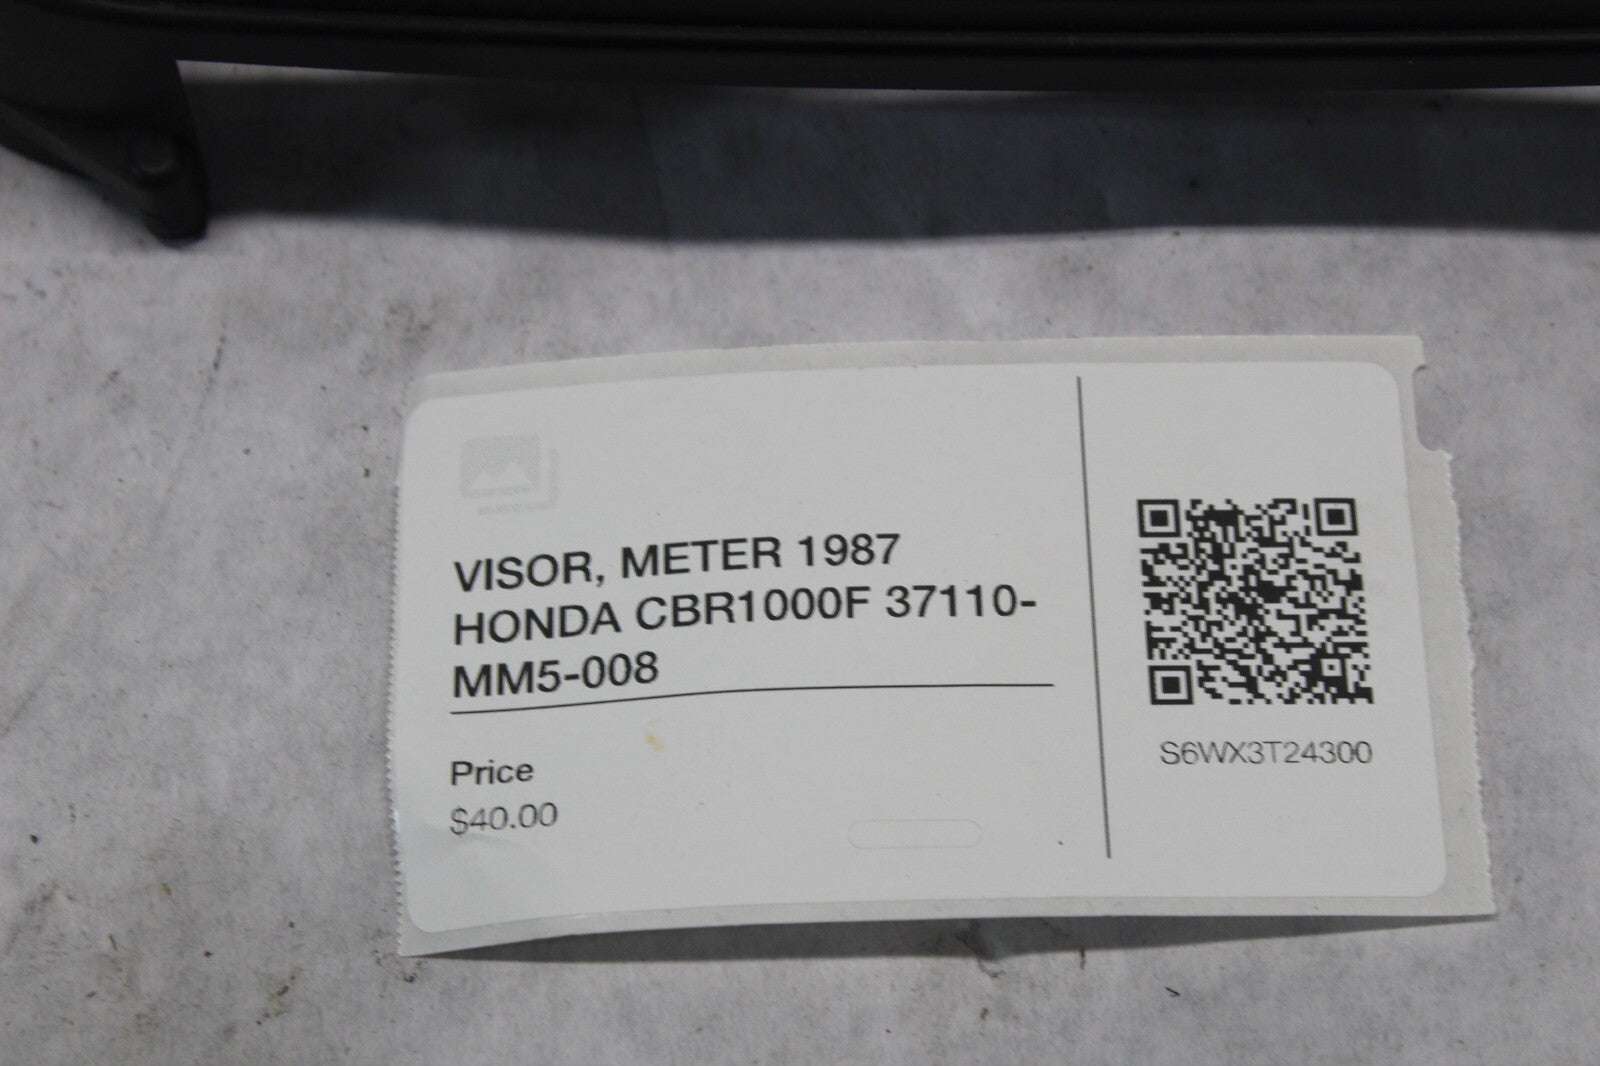 VISOR, METER 1987
HONDA CBR1000F 37110-
MM5-008
Price
$40.00
S6WX3T24300